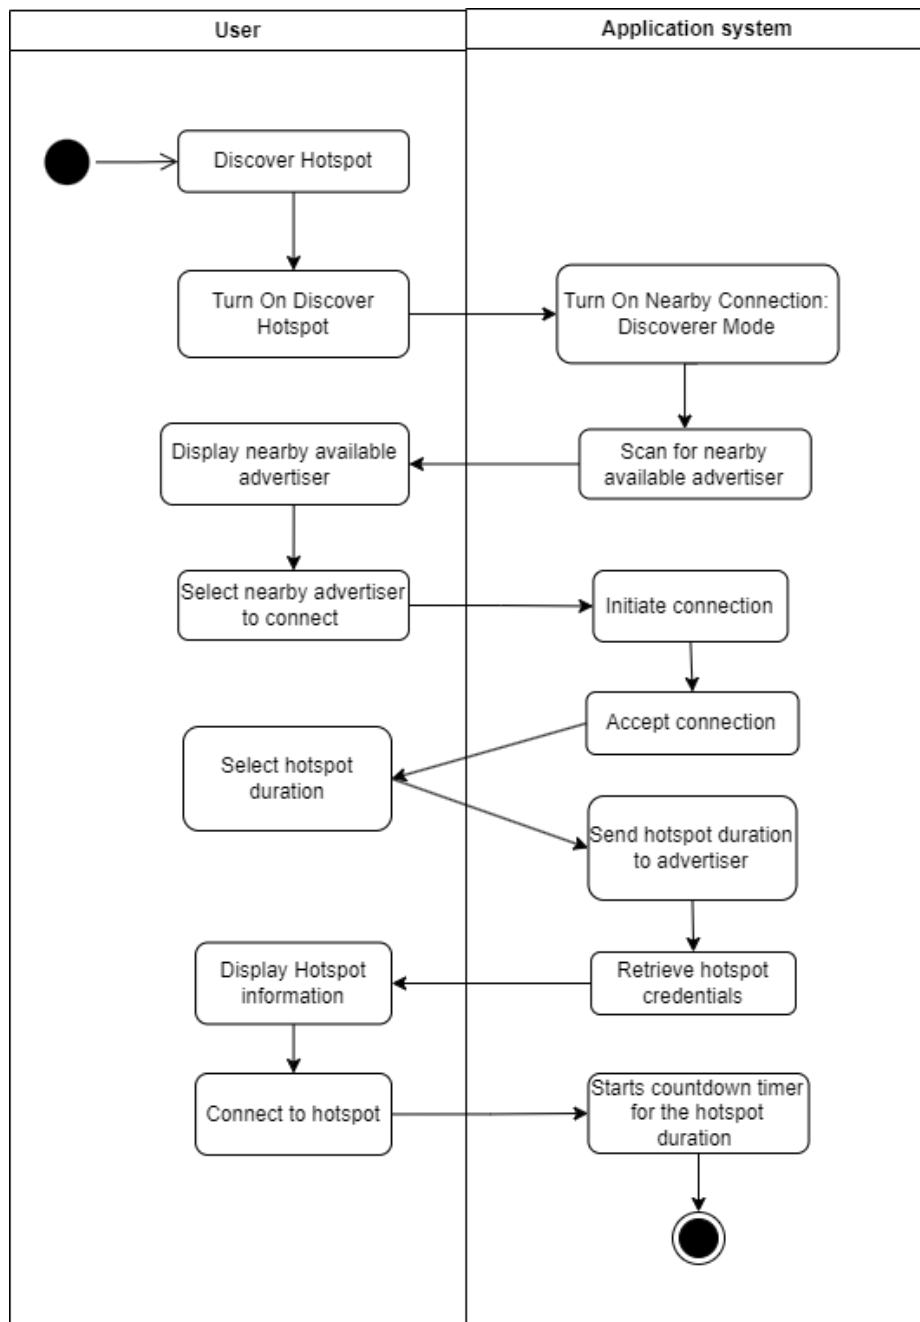 User
Application system
Discover Hotspot
Turn On Discover
Hotspot
Turn On Nearby Connection:
Discoverer Mode
Scan for nearby
available advertiser
Display nearby available
advertiser
Select nearby advertiser
to connect
Initiate connection
Accept connection
Select hotspot
duration
Send hotspot duration
to advertiser
Retrieve hotspot
credentials
Display Hotspot
information
Connect to hotspot
Starts countdown timer
for the hotspot
duration